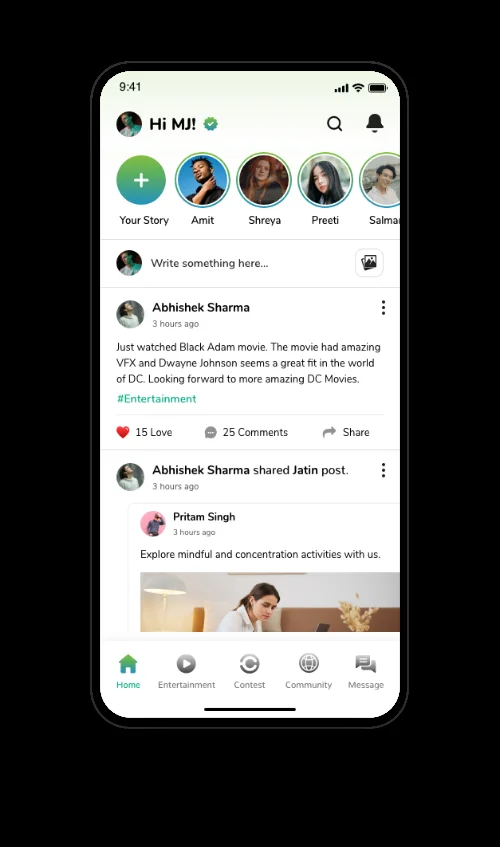 9:41
Hi MJ!
Your Story Amit Shreya Preeti Salma
Write something here...
Abhishek Sharma
3 hours ago
Just watched Black Adam movie. The movie had amazing
VFX and Dwayne Johnson seems a great fit in the world
of DC. Looking forward to more amazing DC Movies.
#Entertainment
15 Love 25 Comments Share
Abhishek Sharma shared Jatin post.
3 hours ago
Pritam Singh
3 hours ago
Explore mindful and concentration activities with us.
Home Entertainment Contest Community Message